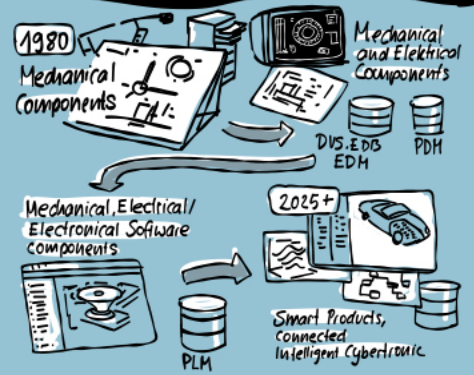 1980
Mechanical
Components
Mechanical
and Elektrical
Components
DVS.EDB
EDM
PDM
Mechanical, Electrical/
Electronical Software
components
PLM
2025+
Smart Products,
connected
Intelligent Cybertronic